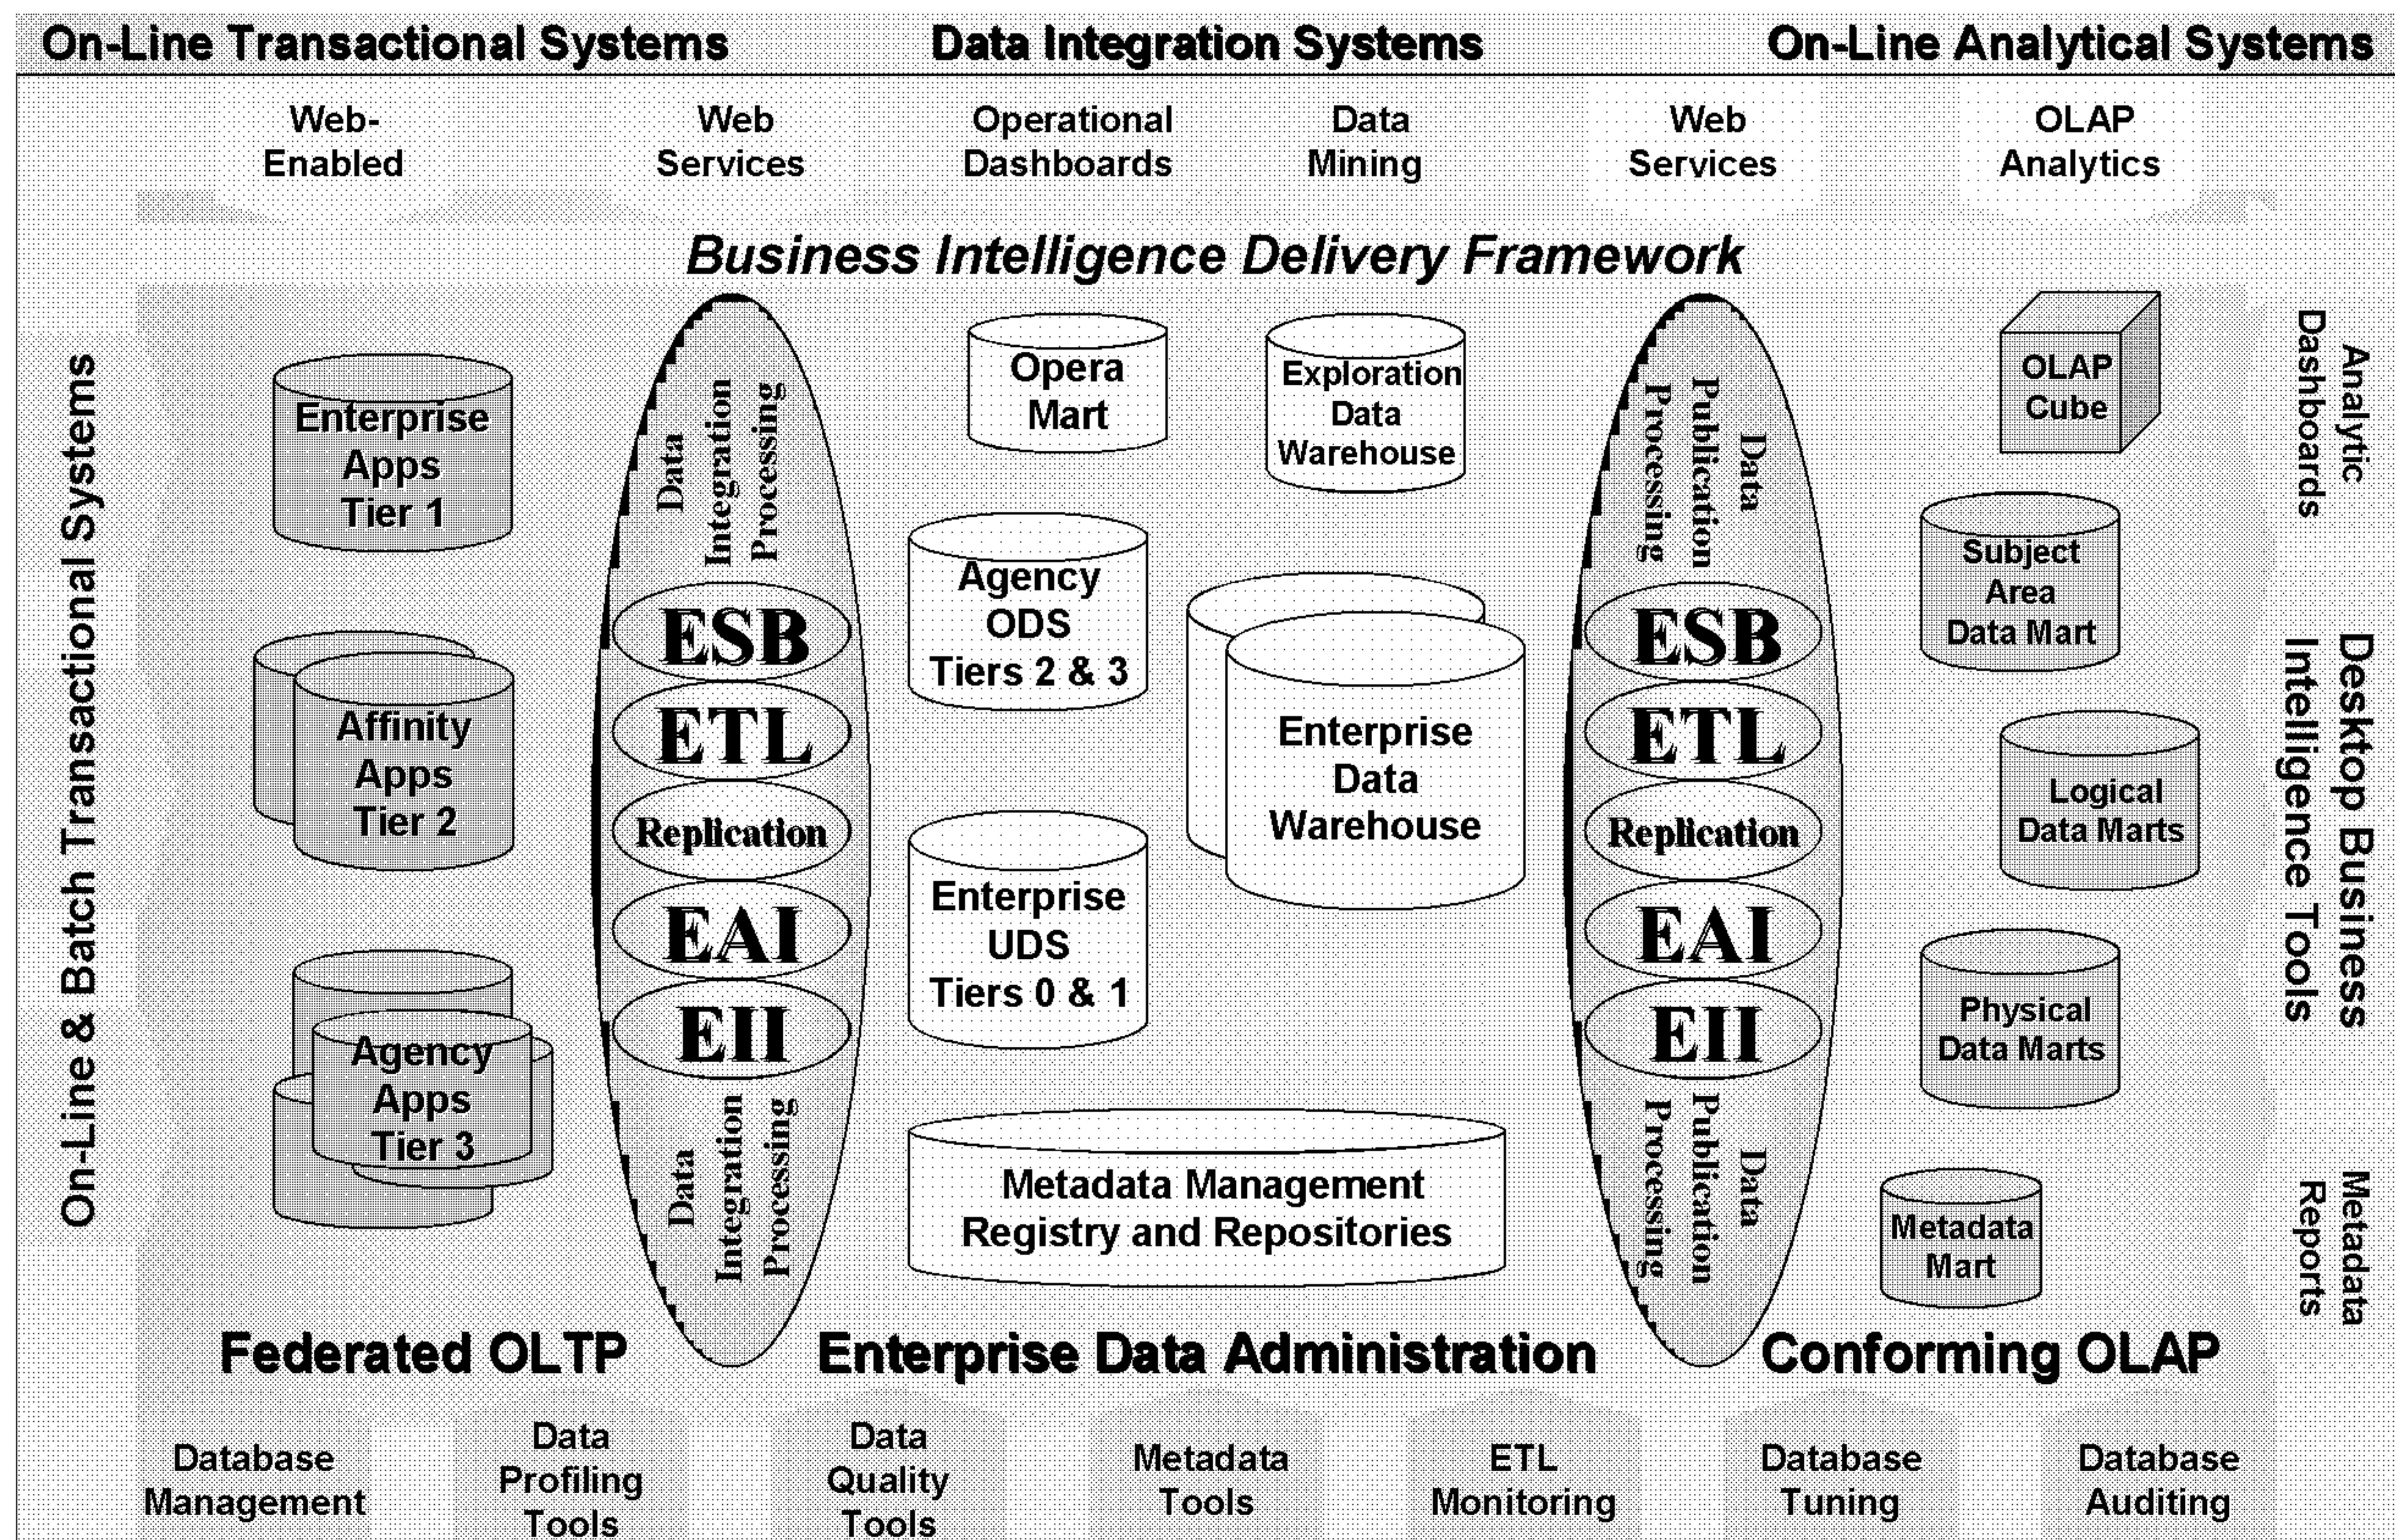 On-Line Transactional Systems
Data Integration Systems
On-Line Analytical Systems
Web-
Enabled
Web
Services
Operational
Dashboards
Data
Mining
Web
Services
OLAP
Analytics
Business Intelligence Delivery Framework
On-Line & Batch Transactional Systems
Enterprise
Apps
Tier 1
Affinity
Apps
Tier 2
Agency
Apps
Tier 3
Data
Integration
Processing
ESB
ETL
Replication
EAI
EII
Data
Integration
Processing
Opera
Mart
Exploration
Data
Warehouse
Agency
ODS
Tiers 2 & 3
Enterprise
Data
Warehouse
Enterprise
UDS
Tiers 0 & 1
Metadata Management
Registry and Repositories
Data
Publication
Processing
ESB
ETL
Replication
EAI
EII
Data
Publication
Processing
OLAP
Cube
Subject
Area
Data Mart
Logical
Data Marts
Physical
Data Marts
Metadata
Mart
Analytic
Dashboards
Desktop Business
Intelligence Tools
Metadata
Reports
Federated OLTP
Enterprise Data Administration
Conforming OLAP
Database
Management
Data
Profiling
Tools
Data
Quality
Tools
Metadata
Tools
ETL
Monitoring
Database
Tuning
Database
Auditing